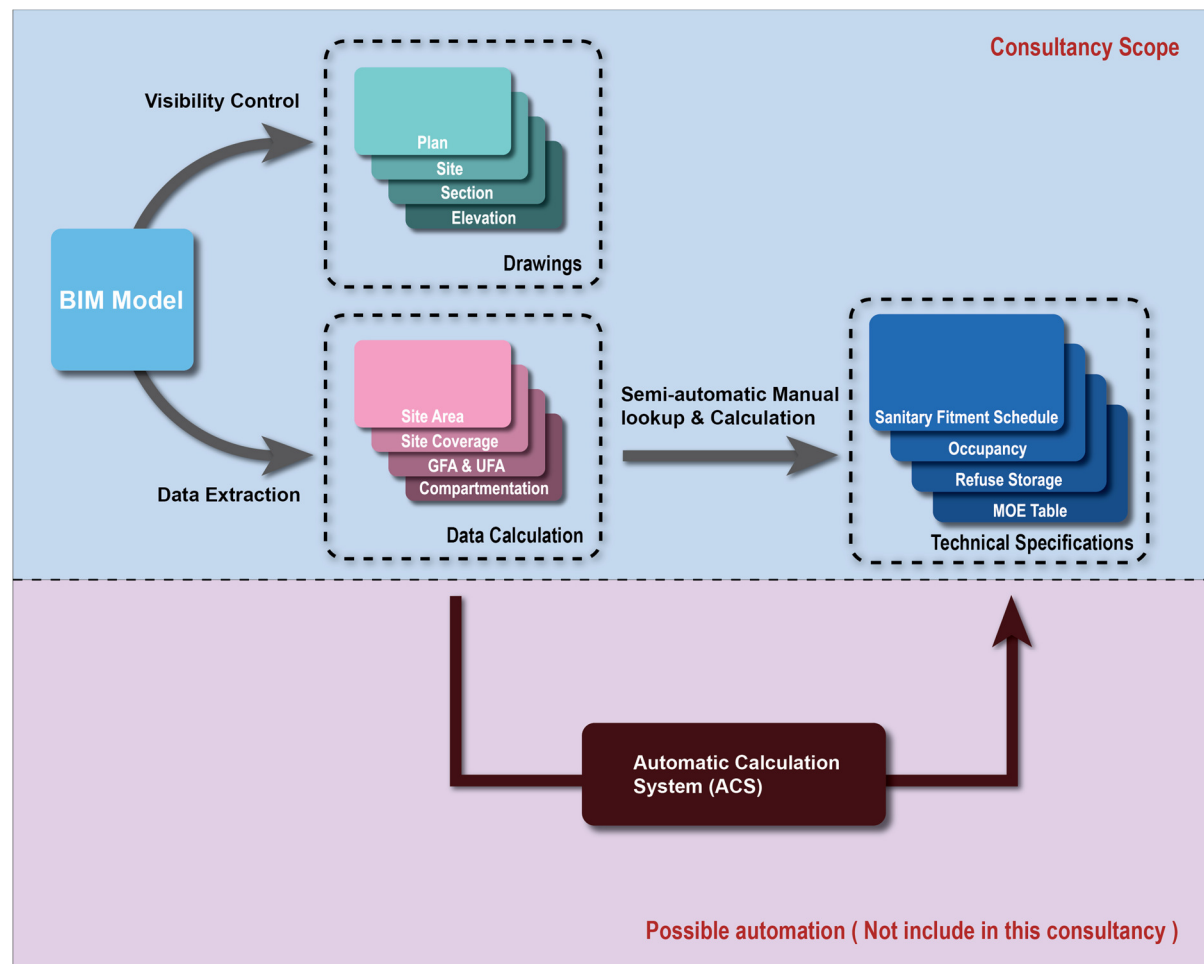 Consultancy Scope
Visibility Control
Plan
Site
Section
Elevation
Drawings
BIM Model
Data Extraction
Site Area
Site Coverage
GFA & UFA
Compartmentation
Data Calculation
Semi-automatic Manual
lookup & Calculation
Sanitary Fitment Schedule
Occupancy
Refuse Storage
MOE Table
Technical Specifications
Automatic Calculation
System (ACS)
Possible automation ( Not include in this consultancy )